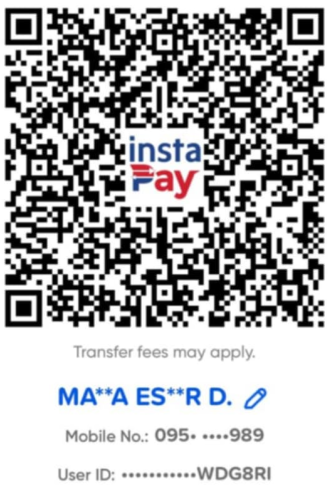 insta
Pay
Transfer fees may apply.
MA**A ES**R D.
Mobile No.: 095• ••••989
User ID: •••••••••••WDG8RI